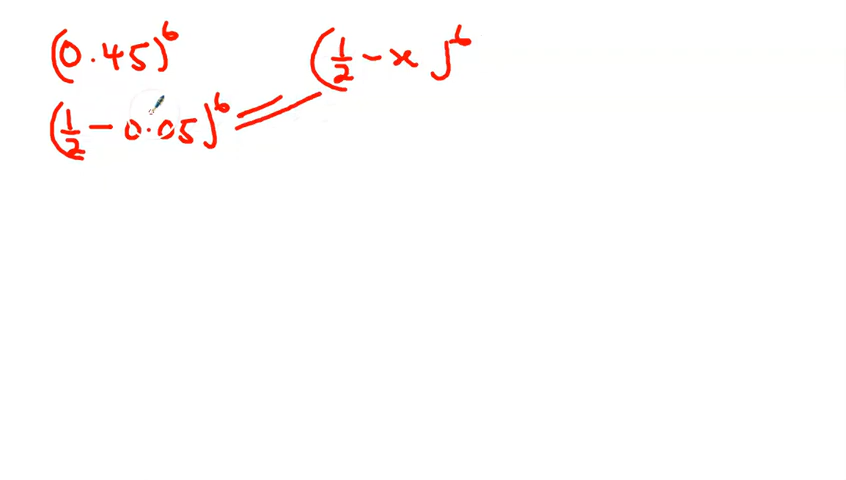 (0.45)^6
(1/2 - x)^6
(1/2 - 0.05)^6 =